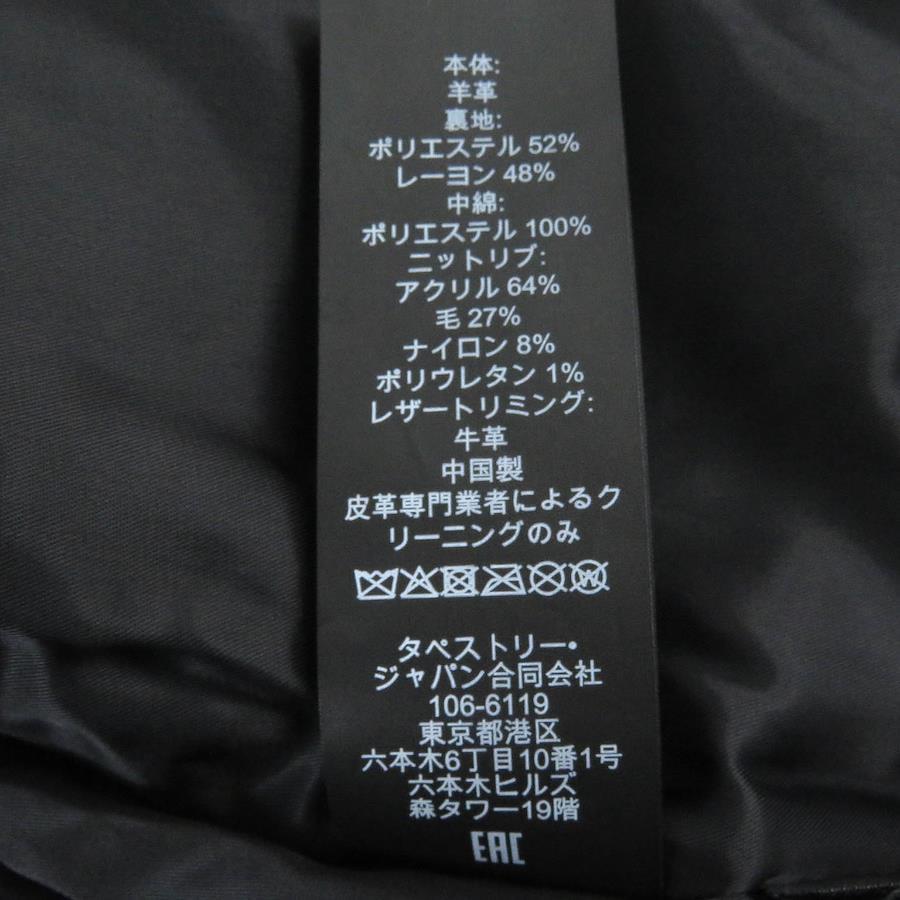 本体:
羊革
裏地:
ポリエステル 52%
レーヨン 48%
中綿:
ポリエステル 100%
ニットリブ:
アクリル 64%
毛 27%
ナイロン 8%
ポリウレタン 1%
レザートリミング:
牛革
中国製
皮革専門業者によるク
リーニングのみ
W
タペストリー・
ジャパン合同会社
106-6119
東京都港区
六本木6丁目10番1号
六本木ヒルズ
森タワー19階
EAC